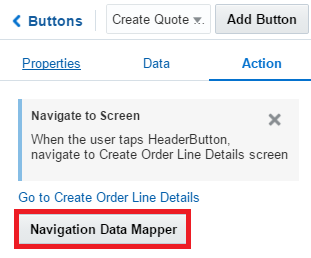 Buttons
Create Quote ...
Add Button
Properties
Data
Action
Navigate to Screen
When the user taps HeaderButton,
navigate to Create Order Line Details screen
Go to Create Order Line Details
Navigation Data Mapper